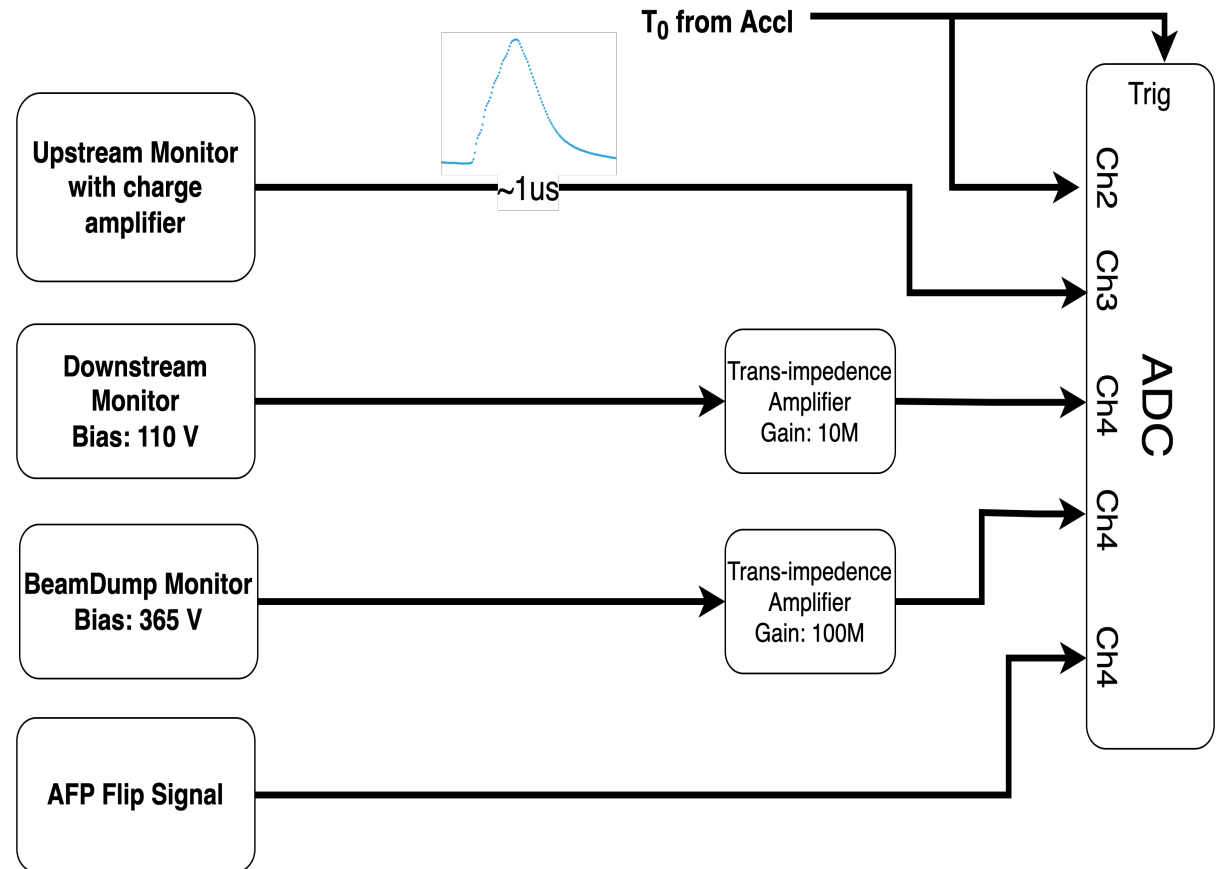 T0 from Accl
Trig
Upstream Monitor
with charge
amplifier
~1us
Ch2
Ch3
Downstream
Monitor
Bias: 110 V
Trans-impedence
Amplifier
Gain: 10M
Ch4
ADC
BeamDump Monitor
Bias: 365 V
Trans-impedence
Amplifier
Gain: 100M
Ch4
AFP Flip Signal
Ch4